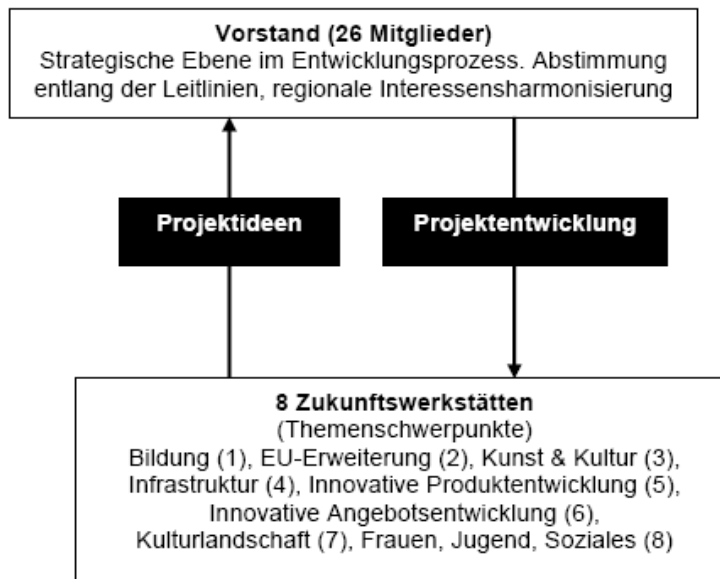 Vorstand (26 Mitglieder)
Strategische Ebene im Entwicklungsprozess. Abstimmung
entlang der Leitlinien, regionale Interessensharmonisierung
Projektideen
Projektentwicklung
8 Zukunftswerkstätten
(Themenschwerpunkte)
Bildung (1), EU-Erweiterung (2), Kunst & Kultur (3),
Infrastruktur (4), Innovative Produktentwicklung (5),
Innovative Angebotsentwicklung (6),
Kulturlandschaft (7), Frauen, Jugend, Soziales (8)